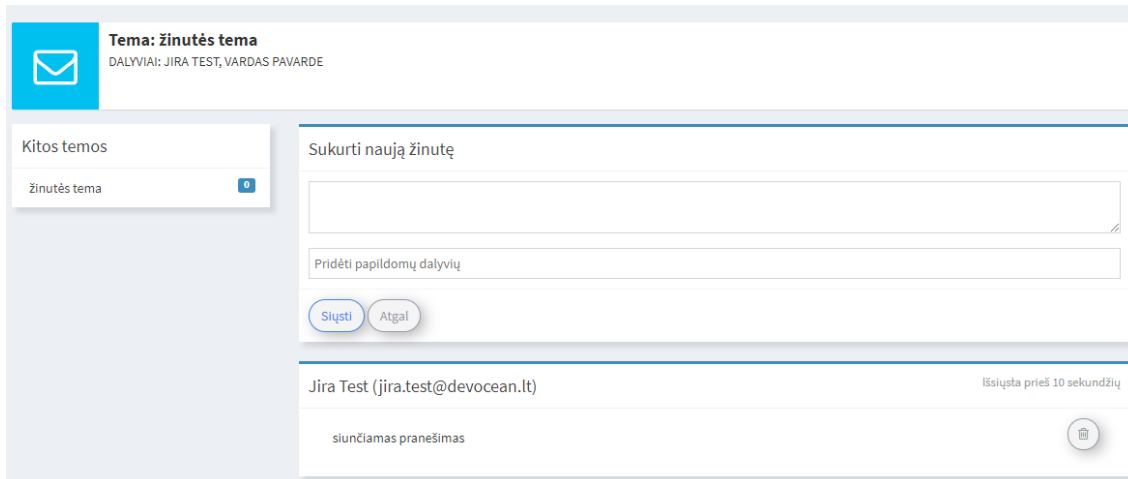 Tema: žinutės tema
DALYVIAI: JIRA TEST, VARDAS PAVARDE
Kitos temos
žinutės tema 0
Sukurti naują žinutę
Pridėti papildomų dalyvių
Siųsti Atgal
Jira Test (jira.test@devocean.lt) Išsiųsta prieš 10 sekundžių
siunčiamas pranešimas